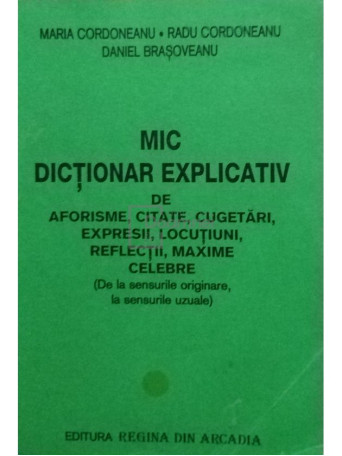 MARIA CORDONEANU • RADU CORDONEANU
DANIEL BRAȘOVEANU
MIC
DICȚIONAR EXPLICATIV
DE
AFORISME, CITATE, CUGETĂRI,
EXPRESII, LOCUȚIUNI,
REFLECȚII, MAXIME
CELEBRE
(De la sensurile originare,
la sensurile uzuale)
EDITURA REGINA DIN ARCADIA